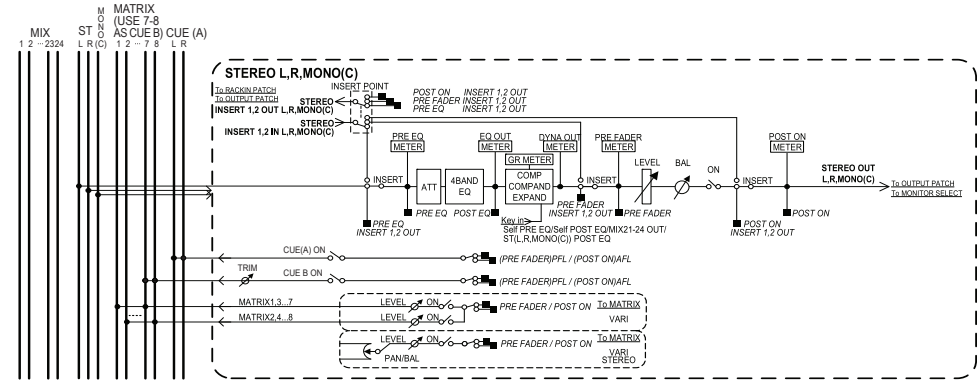 MIX
1 2 ··· 23 24
ST
L R
MONO
(C)
MATRIX
(USE 7-8
AS CUE B)
1 2 ··· 7 8
CUE (A)
L R
STEREO L,R,MONO(C)
To RACKIN PATCH
To OUTPUT PATCH
INSERT POINT
STEREO
INSERT 1,2 OUT L,R,MONO(C)
POST ON INSERT 1,2 OUT
PRE FADER INSERT 1,2 OUT
PRE EQ INSERT 1,2 OUT
STEREO
INSERT 1,2 IN L,R,MONO(C)
PRE EQ
METER
EQ OUT
METER
DYNA OUT
METER
PRE FADER
METER
POST ON
METER
GR METER
LEVEL
BAL
ON
INSERT
ATT
4BAND
EQ
COMP
COMPAND
EXPAND
INSERT
INSERT
STEREO OUT
L,R,MONO(C)
To OUTPUT PATCH
To MONITOR SELECT
PRE EQ
INSERT 1,2 OUT
PRE EQ
POST EQ
Key in
Self PRE EQ/Self POST EQ/MIX21-24 OUT/
ST(L,R,MONO(C)) POST EQ
PRE FADER
INSERT 1,2 OUT
PRE FADER
POST ON
INSERT 1,2 OUT
POST ON
CUE(A) ON
(PRE FADER)PFL / (POST ON)AFL
TRIM
CUE B ON
(PRE FADER)PFL / (POST ON)AFL
MATRIX1,3...7
LEVEL
ON
PRE FADER / POST ON
To MATRIX
VARI
MATRIX2,4...8
LEVEL
ON
LEVEL
ON
PAN/BAL
PRE FADER / POST ON
To MATRIX
VARI
STEREO